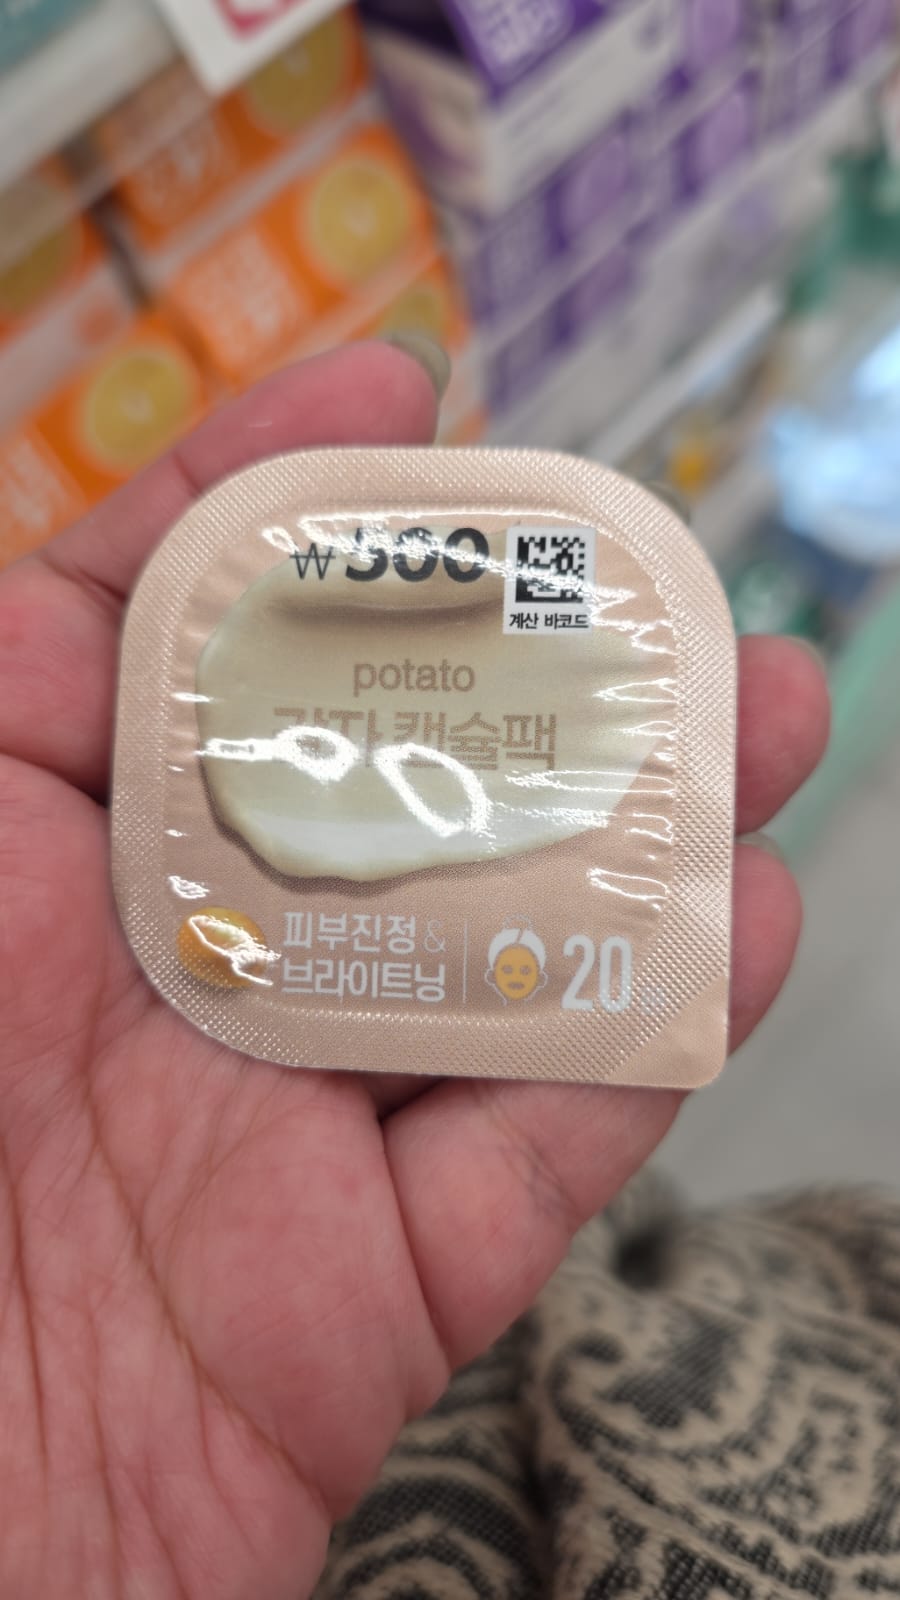 ₩500
계산 바코드
potato
감자 캡슐팩
피부진정&
브라이트닝
20